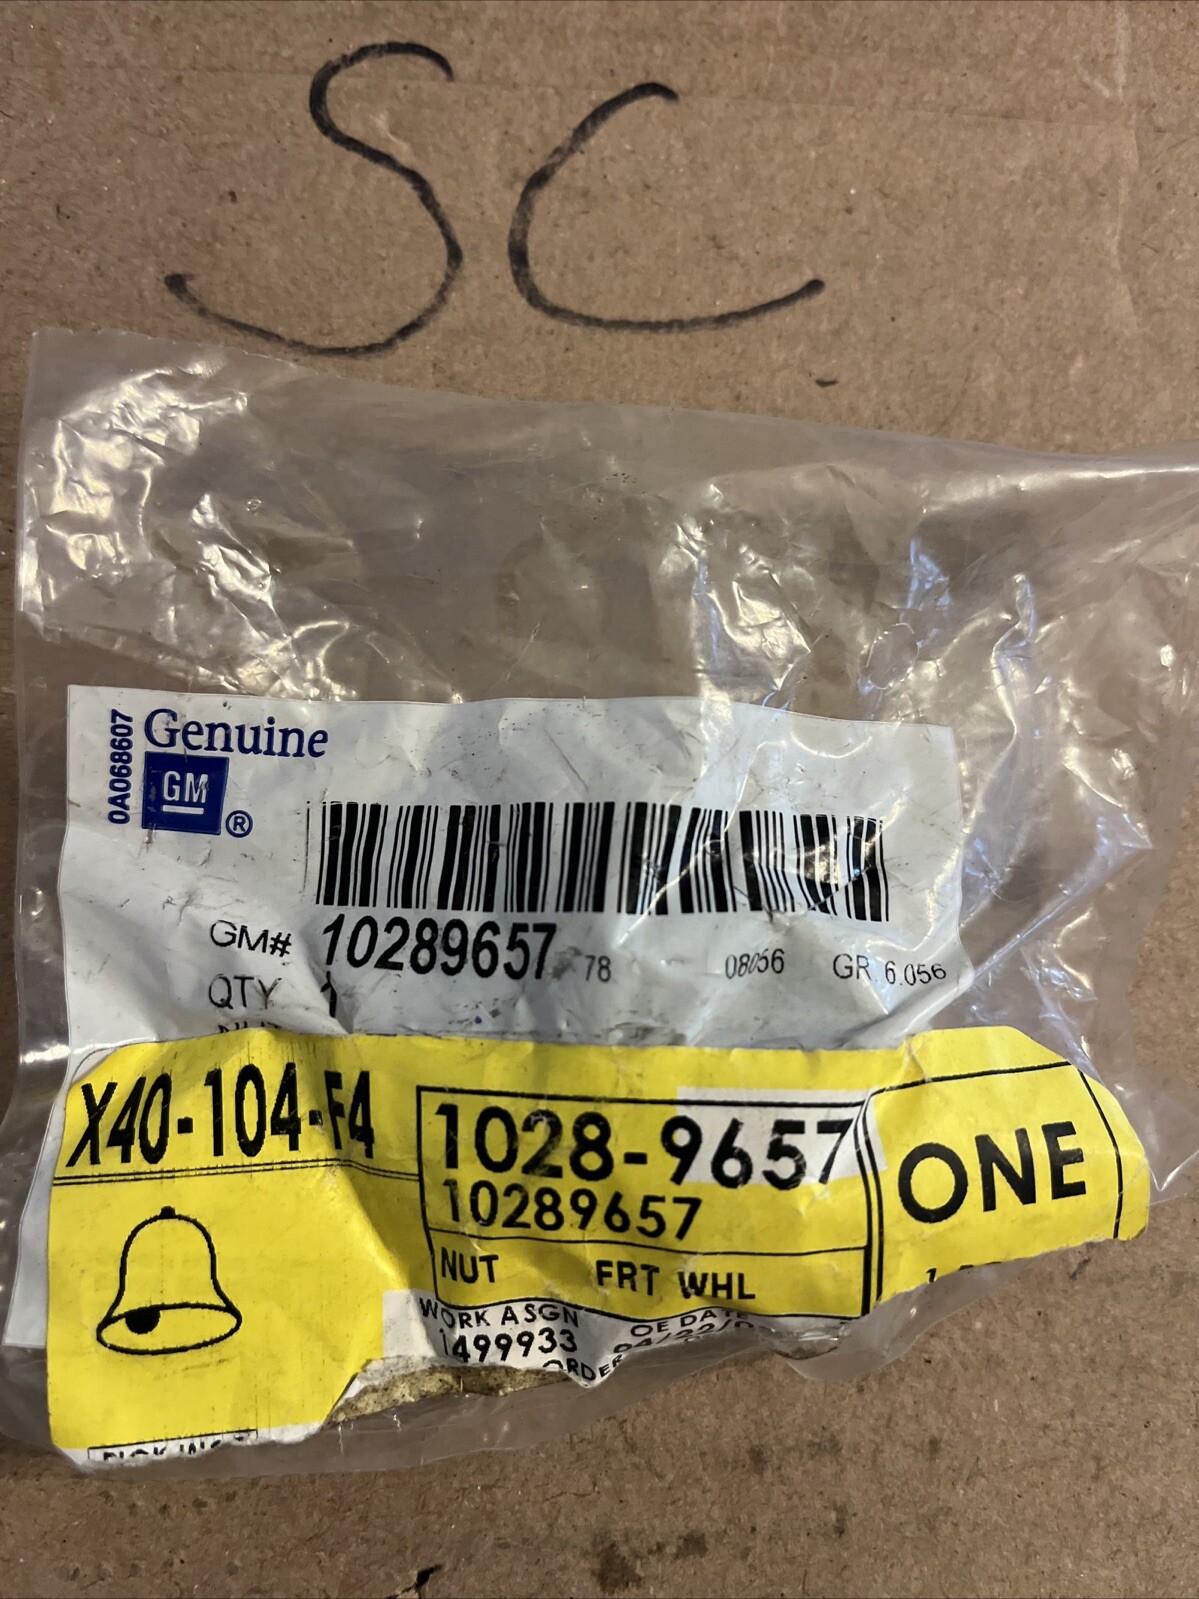 SC
0A068607
Genuine
GM
®
GM# 10289657 78 08056 GR. 6.056
QTY 1
X40-104-F4
1028-9657
10289657
ONE
NUT FRT WHL
WORK ASGN
1499933